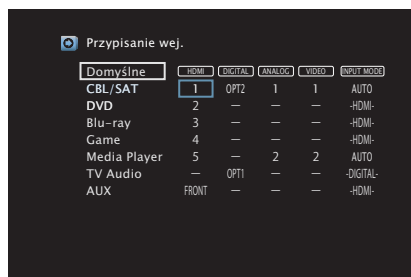 Przypisanie wej.
Domyślne HDMI DIGITAL ANALOG VIDEO INPUT MODE
CBL/SAT 1 OPT2 1 1 AUTO
DVD 2 – – – -HDMI-
Blu-ray 3 – – – -HDMI-
Game 4 – – – -HDMI-
Media Player 5 – 2 2 AUTO
TV Audio – OPT1 – – -DIGITAL-
AUX FRONT – – – -HDMI-